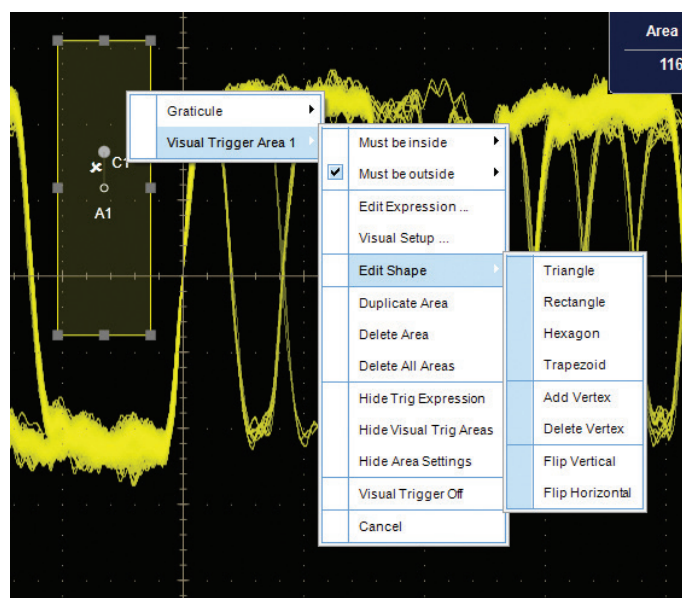 Area
116
Graticule
Visual Trigger Area 1
C1
A1
Must be inside
Must be outside
Edit Expression ...
Visual Setup ...
Edit Shape
Duplicate Area
Delete Area
Delete All Areas
Hide Trig Expression
Hide Visual Trig Areas
Hide Area Settings
Visual Trigger Off
Cancel
Triangle
Rectangle
Hexagon
Trapezoid
Add Vertex
Delete Vertex
Flip Vertical
Flip Horizontal